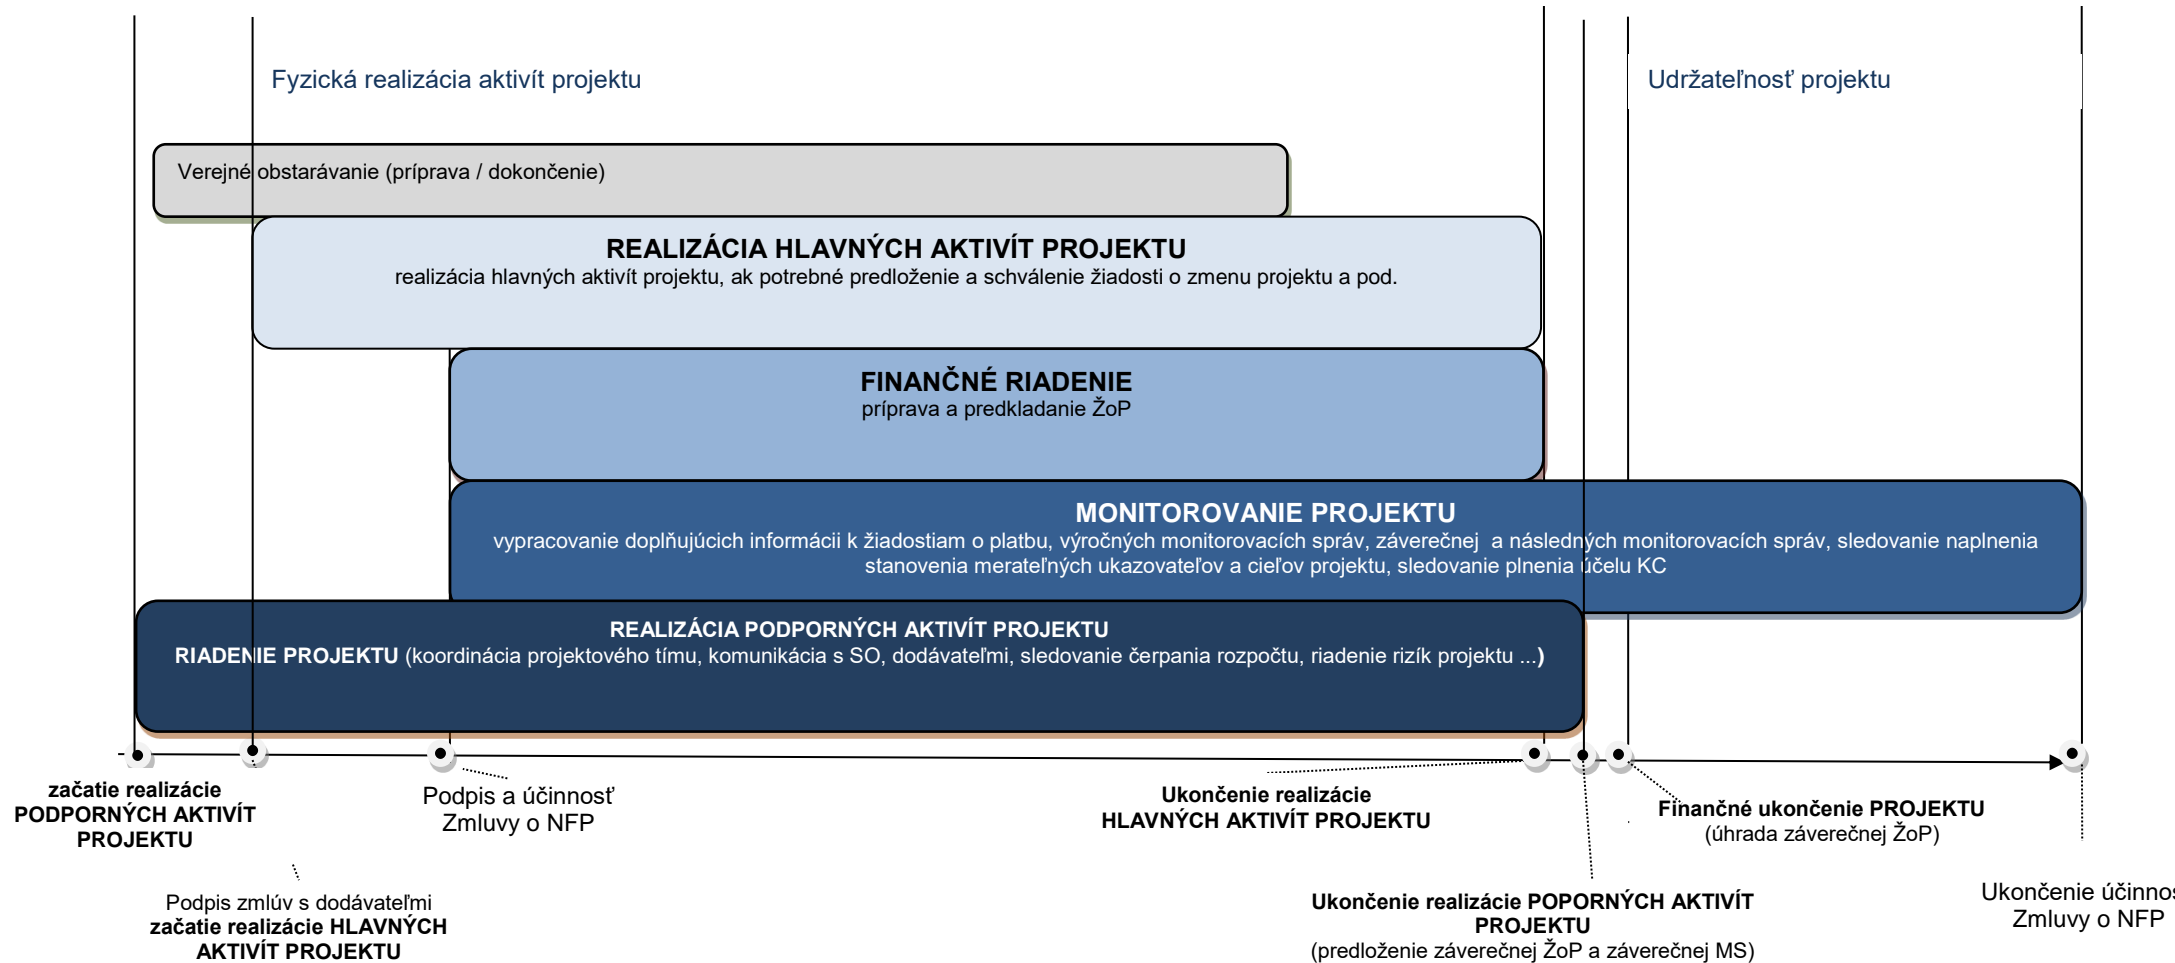 Fyzická realizácia aktivít projektu
Udržateľnosť projektu
Verejné obstarávanie (príprava / dokončenie)
REALIZÁCIA HLAVNÝCH AKTIVÍT PROJEKTU
realizácia hlavných aktivít projektu, ak potrebné predloženie a schválenie žiadosti o zmenu projektu a pod.
FINANČNÉ RIADENIE
príprava a predkladanie ŽoP
MONITOROVANIE PROJEKTU
vypracovanie doplňujúcich informácii k žiadostiam o platbu, výročných monitorovacích správ, záverečnej a následných monitorovacích správ, sledovanie naplnenia
stanovenia merateľných ukazovateľov a cieľov projektu, sledovanie plnenia účelu KC
REALIZÁCIA PODPORNÝCH AKTIVÍT PROJEKTU
RIADENIE PROJEKTU (koordinácia projektového tímu, komunikácia s SO, dodávateľmi, sledovanie čerpania rozpočtu, riadenie rizík projektu ...)
začatie realizácie
PODPORNÝCH AKTIVÍT
PROJEKTU
Podpis a účinnosť
Zmluvy o NFP
Ukončenie realizácie
HLAVNÝCH AKTIVÍT PROJEKTU
Finančné ukončenie PROJEKTU
(úhrada záverečnej ŽoP)
Podpis zmlúv s dodávateľmi
začatie realizácie HLAVNÝCH
AKTIVÍT PROJEKTU
Ukončenie realizácie POPORNÝCH AKTIVÍT
PROJEKTU
(predloženie záverečnej ŽoP a záverečnej MS)
Ukončenie účinnos
Zmluvy o NFP